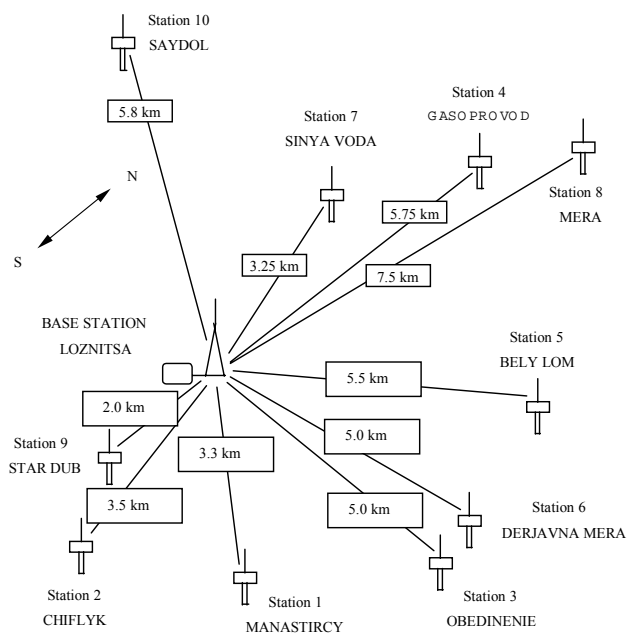 Station 10
SAYDOL
5.8 km
Station 4
GASOPROVOD
Station 7
SINYA VODA
N
Station 8
MERA
5.75 km
S
3.25 km
7.5 km
BASE STATION
LOZNITSA
Station 5
BELY LOM
5.5 km
2.0 km
5.0 km
Station 9
STAR DUB
3.3 km
3.5 km
5.0 km
Station 6
DERJAVNA MERA
Station 2
CHIFLYK
Station 1
MANASTIRCY
Station 3
OBEDINENIE